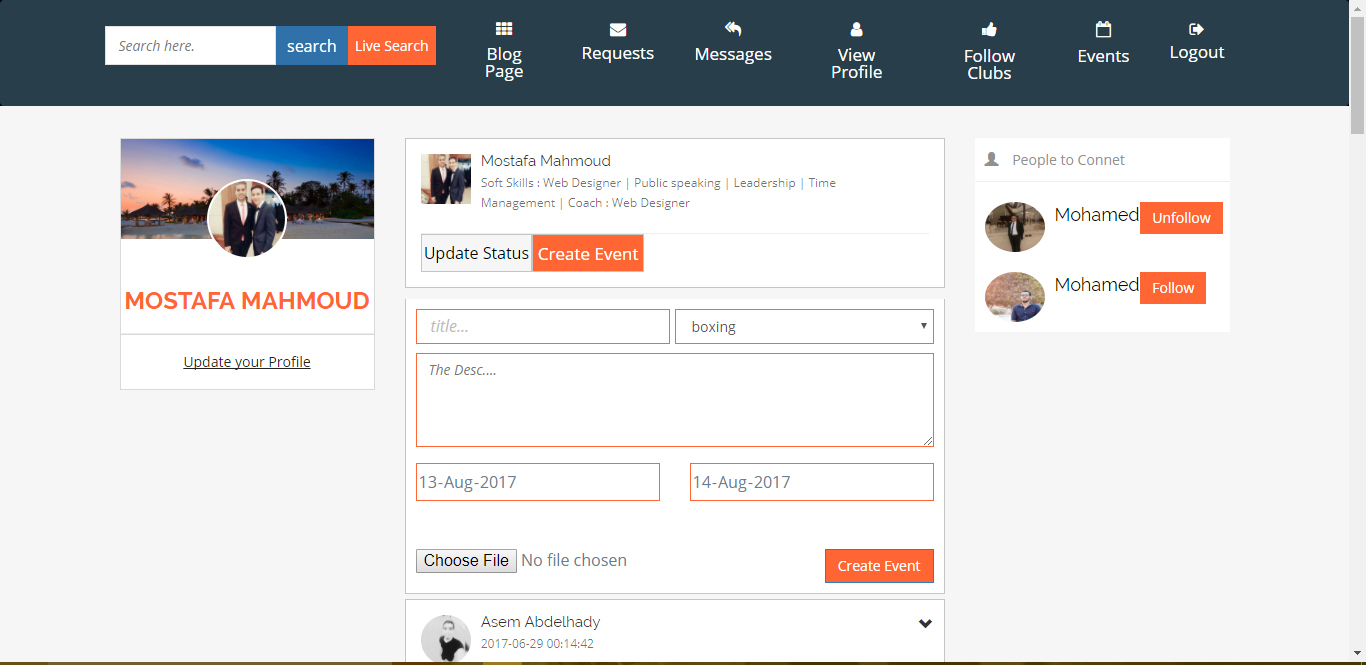 Search here.
search
Live Search
Blog
Page
Requests
Messages
View
Profile
Follow
Clubs
Events
Logout
MOSTAFA MAHMOUD
Update your Profile
Mostafa Mahmoud
Soft Skills : Web Designer | Public speaking | Leadership | Time
Management | Coach : Web Designer
Update Status
Create Event
title...
boxing
The Desc....
13-Aug-2017
14-Aug-2017
Choose File
No file chosen
Create Event
Asem Abdelhady
2017-06-29 00:14:42
People to Connet
Mohamed
Unfollow
Mohamed
Follow